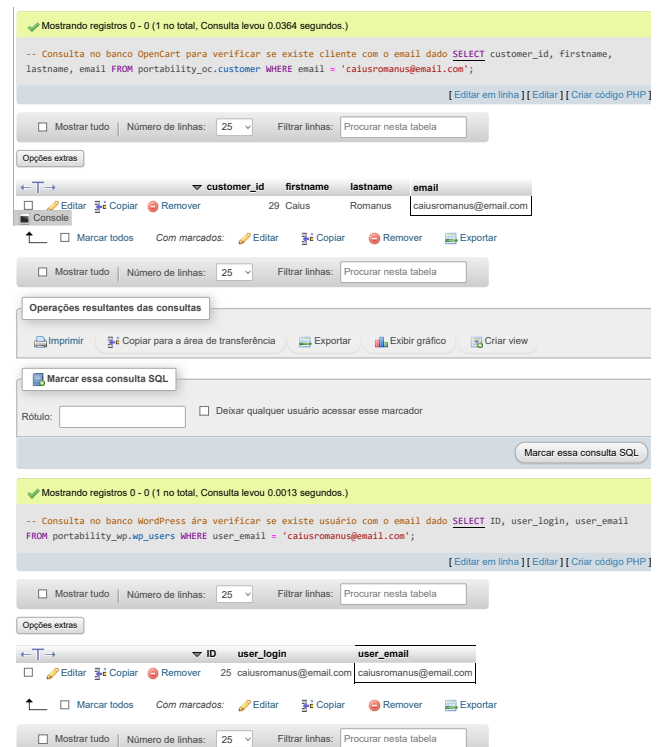 Mostrando registros 0 - 0 (1 no total, Consulta levou 0.0364 segundos.)
-- Consulta no banco OpenCart para verificar se existe cliente com o email dado SELECT customer_id, firstname,
lastname, email FROM portability_oc.customer WHERE email = 'caiusromanus@email.com';
[ Editar em linha ] [ Editar ] [ Criar código PHP ]
Mostrar tudo | Número de linhas: 25 Filtrar linhas: Procurar nesta tabela
Opções extras
←T→ customer_id firstname lastname email
Editar Copiar Remover 29 Caius Romanus caiusromanus@email.com
Console
Marcar todos Com marcados: Editar Copiar Remover Exportar
Mostrar tudo | Número de linhas: 25 Filtrar linhas: Procurar nesta tabela
Operações resultantes das consultas
Imprimir Copiar para a área de transferência Exportar Exibir gráfico Criar view
Marcar essa consulta SQL
Rótulo: Deixar qualquer usuário acessar esse marcador
Marcar essa consulta SQL
Mostrando registros 0 - 0 (1 no total, Consulta levou 0.0013 segundos.)
-- Consulta no banco WordPress ára verificar se existe usuário com o email dado SELECT ID, user_login, user_email
FROM portability_wp.wp_users WHERE user_email = 'caiusromanus@email.com';
[ Editar em linha ] [ Editar ] [ Criar código PHP ]
Mostrar tudo | Número de linhas: 25 Filtrar linhas: Procurar nesta tabela
Opções extras
←T→ ID user_login user_email
Editar Copiar Remover 25 caiusromanus@email.com caiusromanus@email.com
Marcar todos Com marcados: Editar Copiar Remover Exportar
Mostrar tudo | Número de linhas: 25 Filtrar linhas: Procurar nesta tabela